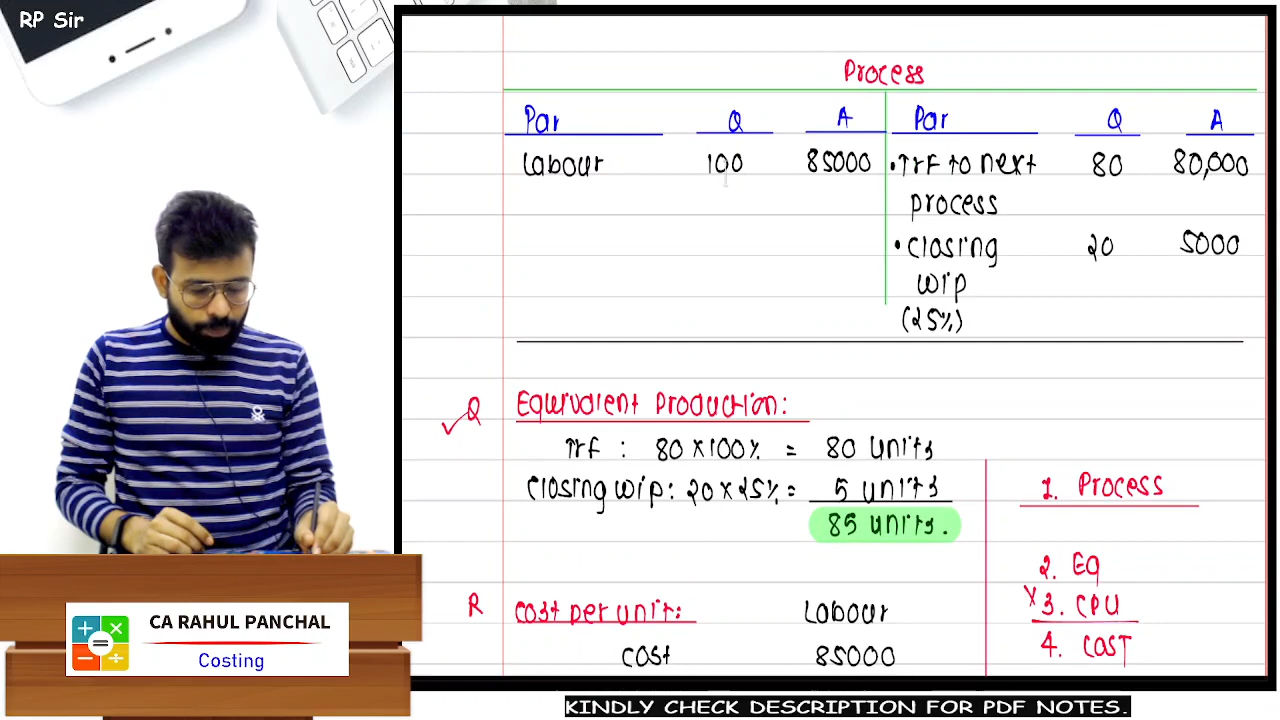 RP Sir
Process
Par Q A Par Q A
Labour 100 85000 • Trf to next 80 80,000
process
• Closing 20 5000
wip
(25%)
Q Equivalent Production:
Trf : 80 x 100% = 80 units
Closing wip: 20 x 25% = 5 units
85 units.
1. Process
2. EQ
x 3. CPU
4. COST
R Cost per unit: Labour
Cost 85000
CA RAHUL PANCHAL
Costing
KINDLY CHECK DESCRIPTION FOR PDF NOTES.